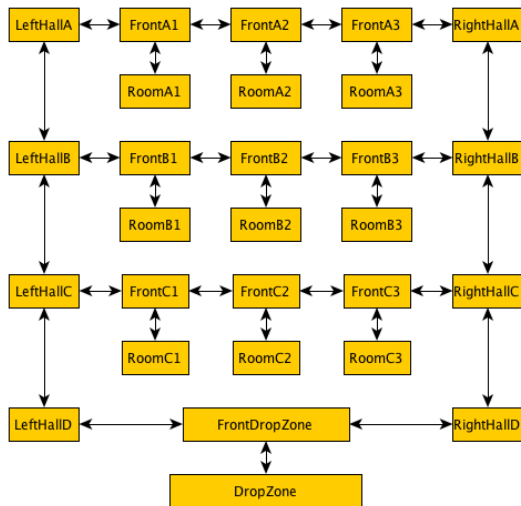 LeftHallA FrontA1 FrontA2 FrontA3 RightHallA
RoomA1 RoomA2 RoomA3
LeftHallB FrontB1 FrontB2 FrontB3 RightHallB
RoomB1 RoomB2 RoomB3
LeftHallC FrontC1 FrontC2 FrontC3 RightHallC
RoomC1 RoomC2 RoomC3
LeftHallD FrontDropZone RightHallD
DropZone